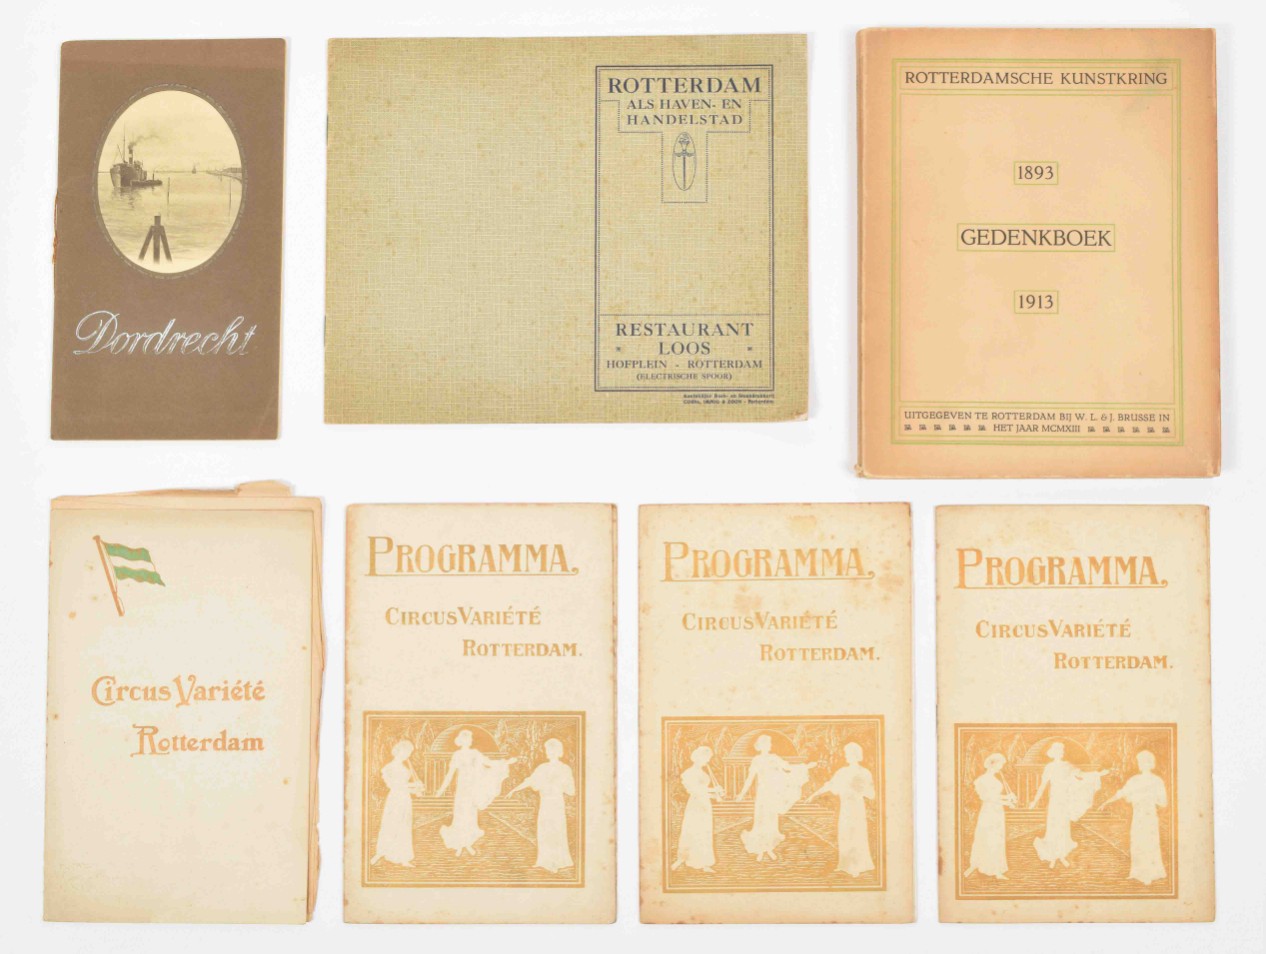 Dordrecht
ROTTERDAM
ALS HAVEN- EN
HANDELSTAD
RESTAURANT
LOOS
HOFPLEIN - ROTTERDAM
(ELECTRISCHE SPOOR)
ROTTERDAMSCHE KUNSTKRING
1893
GEDENKBOEK
1913
UITGEGEVEN TE ROTTERDAM BIJ W. L. & J. BRUSSE IN
HET JAAR MCMXIII
Circus Variété
Rotterdam
PROGRAMMA,
CIRCUS VARIÉTÉ
ROTTERDAM.
PROGRAMMA,
CIRCUS VARIÉTÉ
ROTTERDAM.
PROGRAMMA,
CIRCUS VARIÉTÉ
ROTTERDAM.